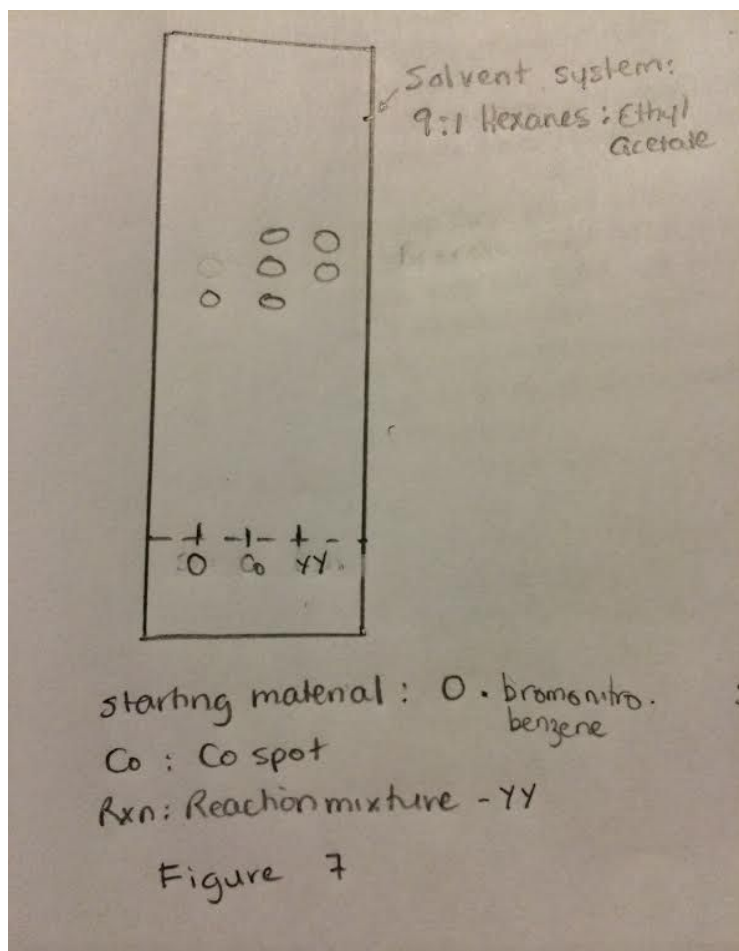 Solvent system:
9:1 Hexanes : Ethyl
acetate
O Co YY
starting material : O . bromonitro.
benzene
Co : Co spot
Rxn: Reaction mixture - YY
Figure 7